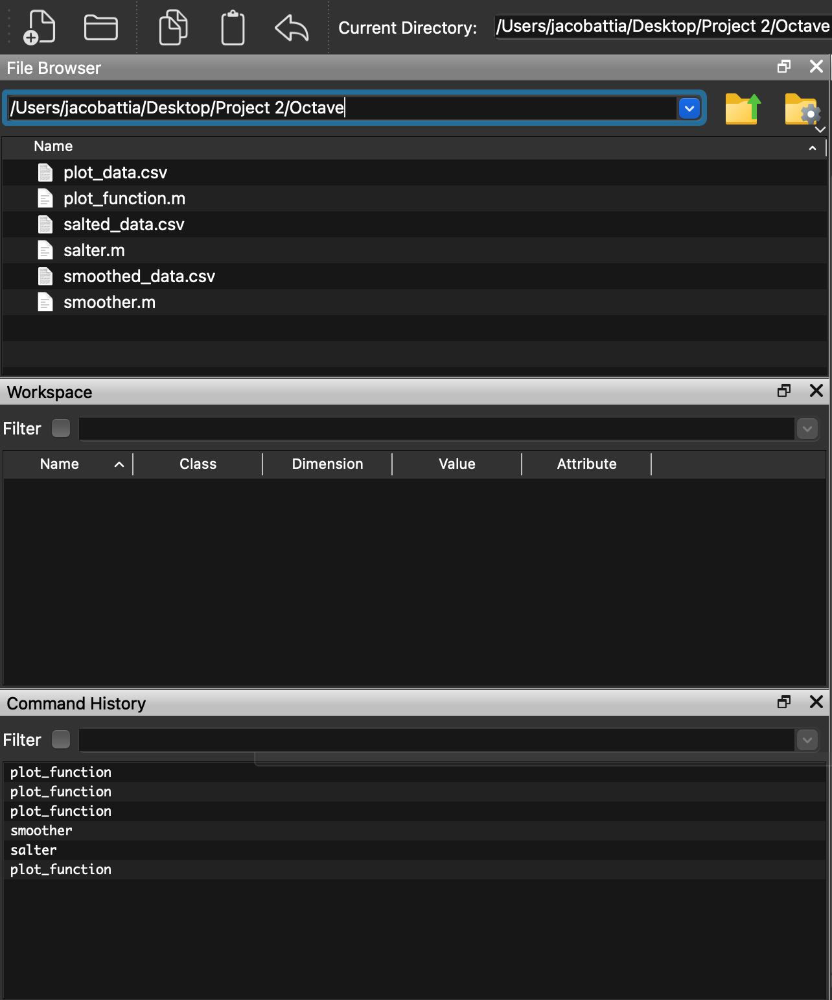 Current Directory: /Users/jacobattia/Desktop/Project 2/Octave
File Browser
/Users/jacobattia/Desktop/Project 2/Octave
Name
plot_data.csv
plot_function.m
salted_data.csv
salter.m
smoothed_data.csv
smoother.m
Workspace
Filter
Name Class Dimension Value Attribute
Command History
Filter
plot_function
plot_function
plot_function
smoother
salter
plot_function